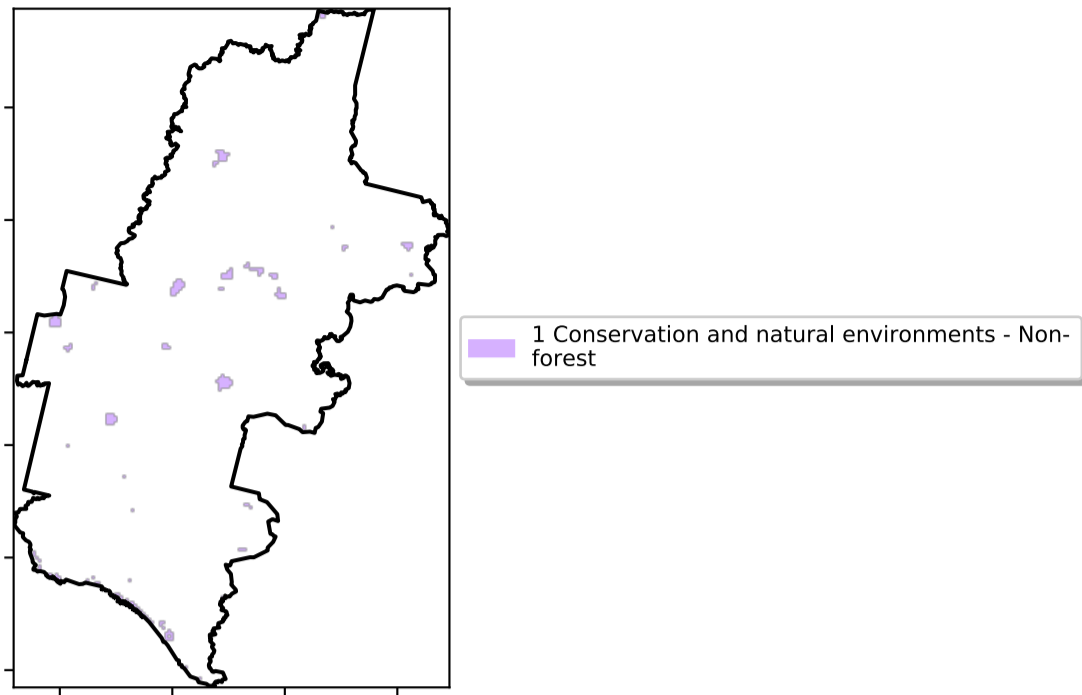 1 Conservation and natural environments - Non-
forest